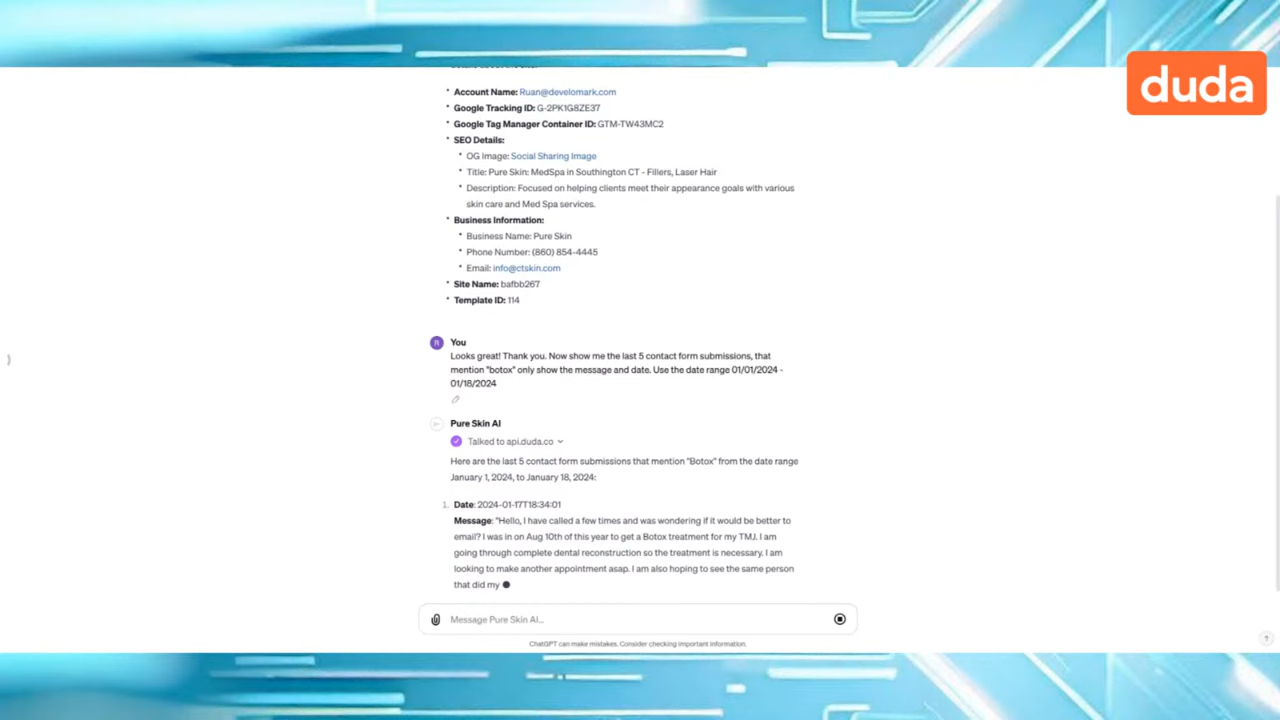 duda
Account Name: Ruan@develomark.com
Google Tracking ID: G-2PK1G8ZE37
Google Tag Manager Container ID: GTM-TW43MC2
SEO Details:
OG Image: Social Sharing Image
Title: Pure Skin: MedSpa in Southington CT - Fillers, Laser Hair
Description: Focused on helping clients meet their appearance goals with various
skin care and Med Spa services.
Business Information:
Business Name: Pure Skin
Phone Number: (860) 854-4445
Email: info@ctskin.com
Site Name: bafbb267
Template ID: 114
R
You
Looks great! Thank you. Now show me the last 5 contact form submissions, that
mention "botox" only show the message and date. Use the date range 01/01/2024 -
01/18/2024
Pure Skin AI
Talked to api.duda.co
Here are the last 5 contact form submissions that mention "Botox" from the date range
January 1, 2024, to January 18, 2024:
1. Date: 2024-01-17T18:34:01
Message: "Hello, I have called a few times and was wondering if it would be better to
email? I was in on Aug 10th of this year to get a Botox treatment for my TMJ. I am
going through complete dental reconstruction so the treatment is necessary. I am
looking to make another appointment asap. I am also hoping to see the same person
that did my
Message Pure Skin AI...
ChatGPT can make mistakes. Consider checking important information.
?